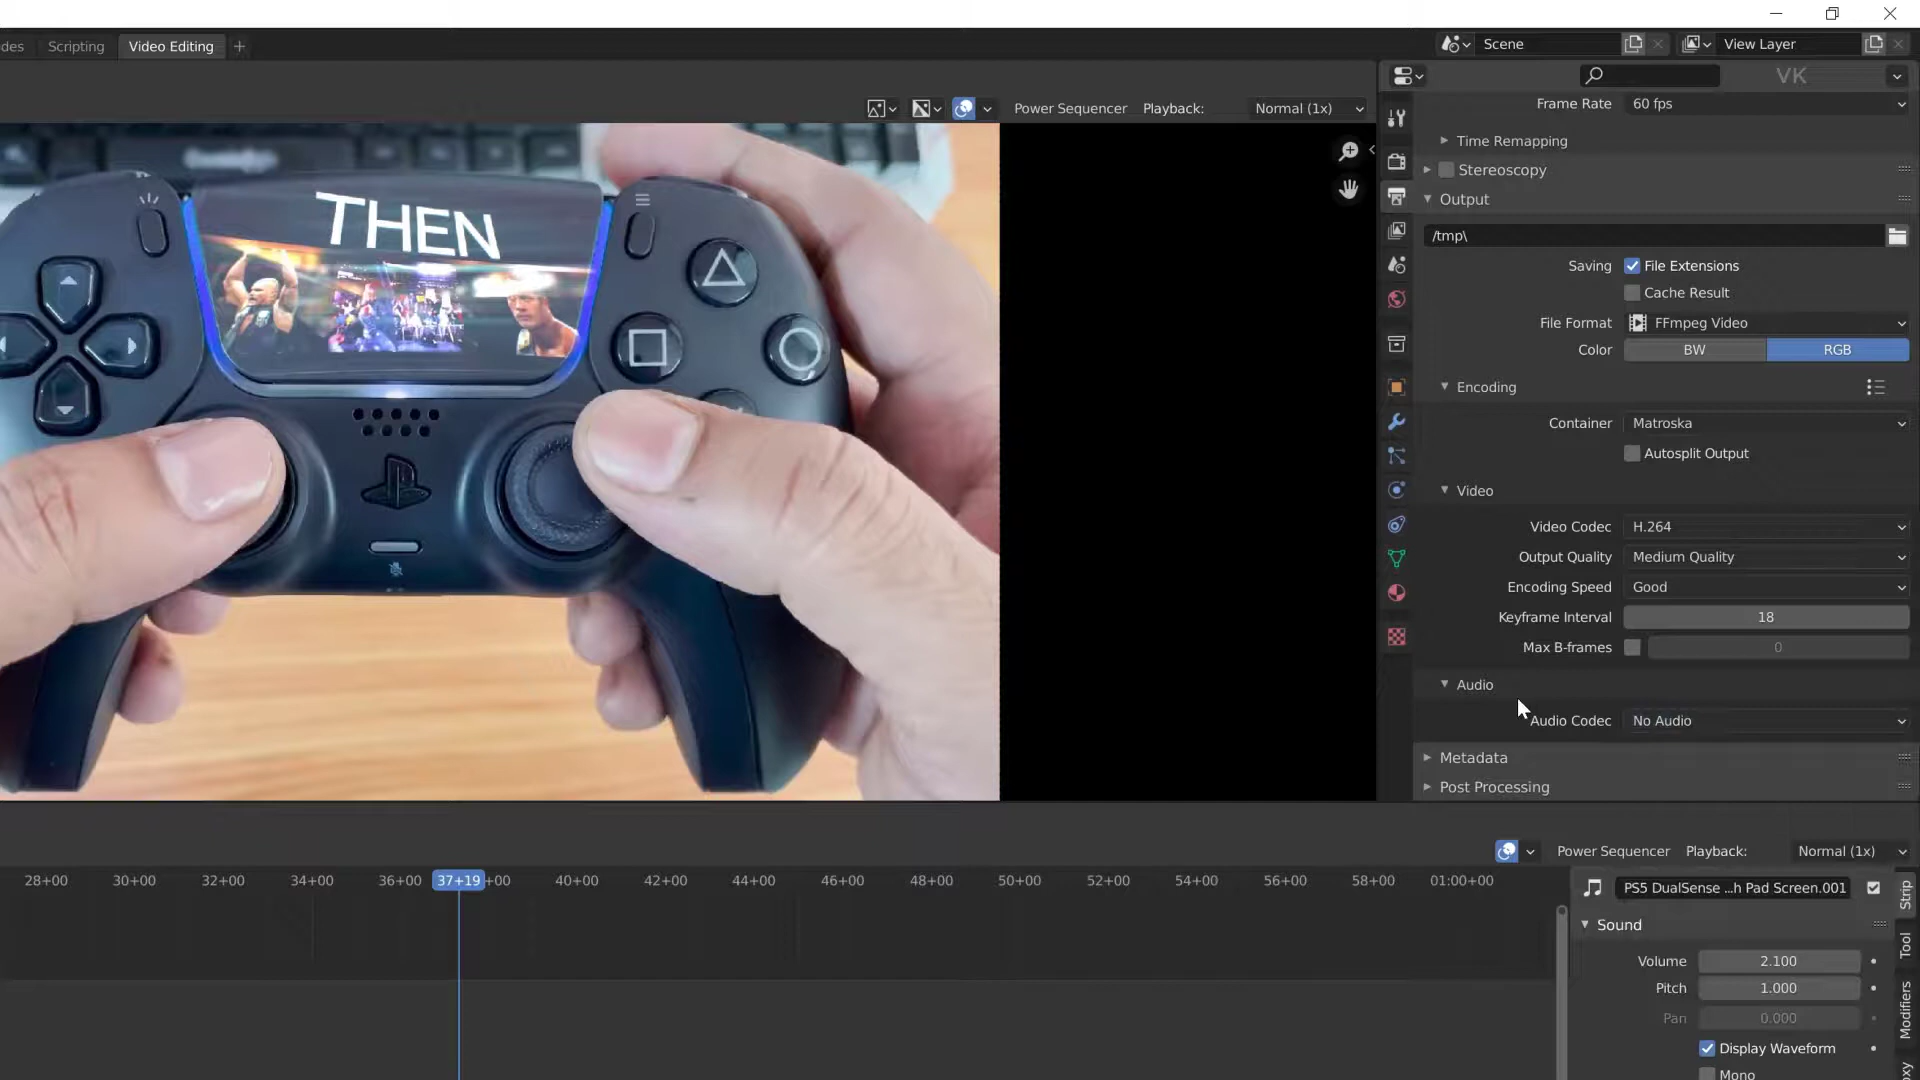 des Scripting Video Editing +
Scene View Layer
VK
Power Sequencer Playback: Normal (1x)
Frame Rate 60 fps
Time Remapping
Stereoscopy
Output
/tmp\
Saving File Extensions
Cache Result
File Format FFmpeg Video
Color BW RGB
Encoding
Container Matroska
Autosplit Output
Video
Video Codec H.264
Output Quality Medium Quality
Encoding Speed Good
Keyframe Interval 18
Max B-frames 0
Audio
Audio Codec No Audio
Metadata
Post Processing
THEN
Power Sequencer Playback: Normal (1x)
28+00 30+00 32+00 34+00 36+00 37+19 +00 40+00 42+00 44+00 46+00 48+00 50+00 52+00 54+00 56+00 58+00 01:00+00
PS5 DualSense ...h Pad Screen.001
Sound
Volume 2.100
Pitch 1.000
Pan 0.000
Display Waveform
Mono
Strip
Tool
Modifiers
xy